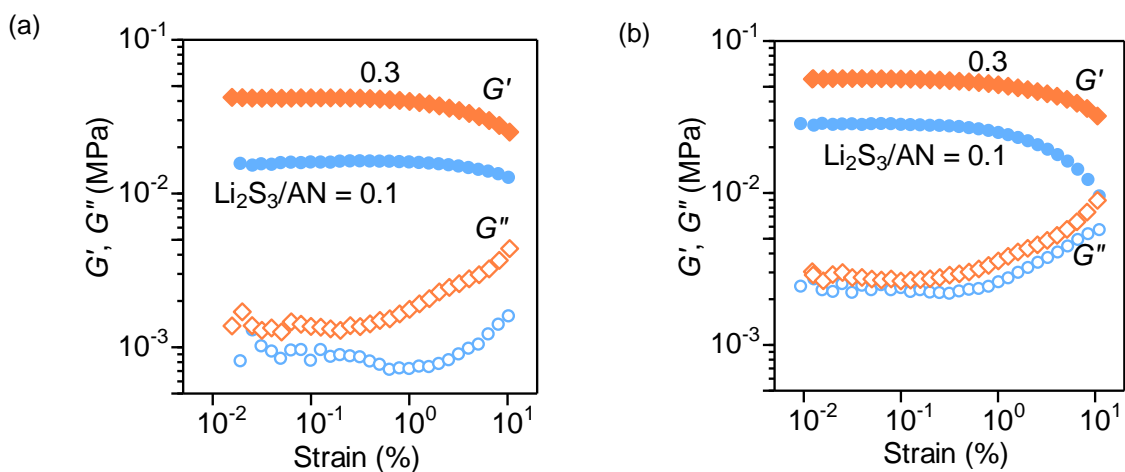 (a)
10⁻¹
10⁻²
10⁻³
G', G" (MPa)
0.3
G'
Li₂S₃/AN = 0.1
G"
10⁻² 10⁻¹ 10⁰ 10¹
Strain (%)
(b)
10⁻¹
10⁻²
10⁻³
G', G" (MPa)
0.3
G'
Li₂S₃/AN = 0.1
G"
10⁻² 10⁻¹ 10⁰ 10¹
Strain (%)